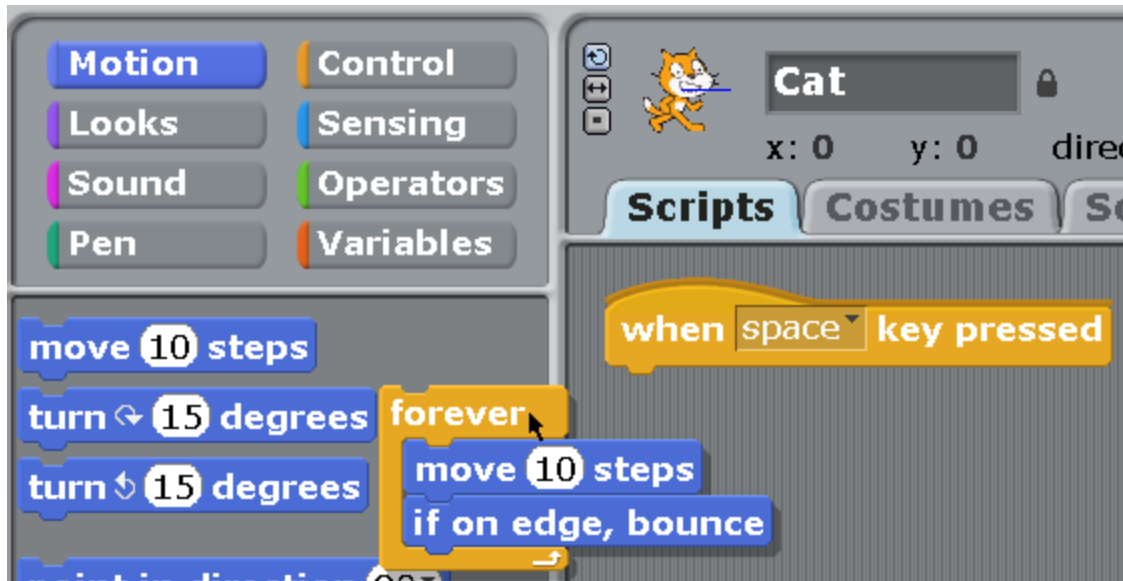 Motion
Control
Looks
Sensing
Sound
Operators
Pen
Variables
Cat
x: 0 y: 0 direc
Scripts
Costumes
move 10 steps
turn 15 degrees
turn 15 degrees
forever
move 10 steps
if on edge, bounce
when space key pressed